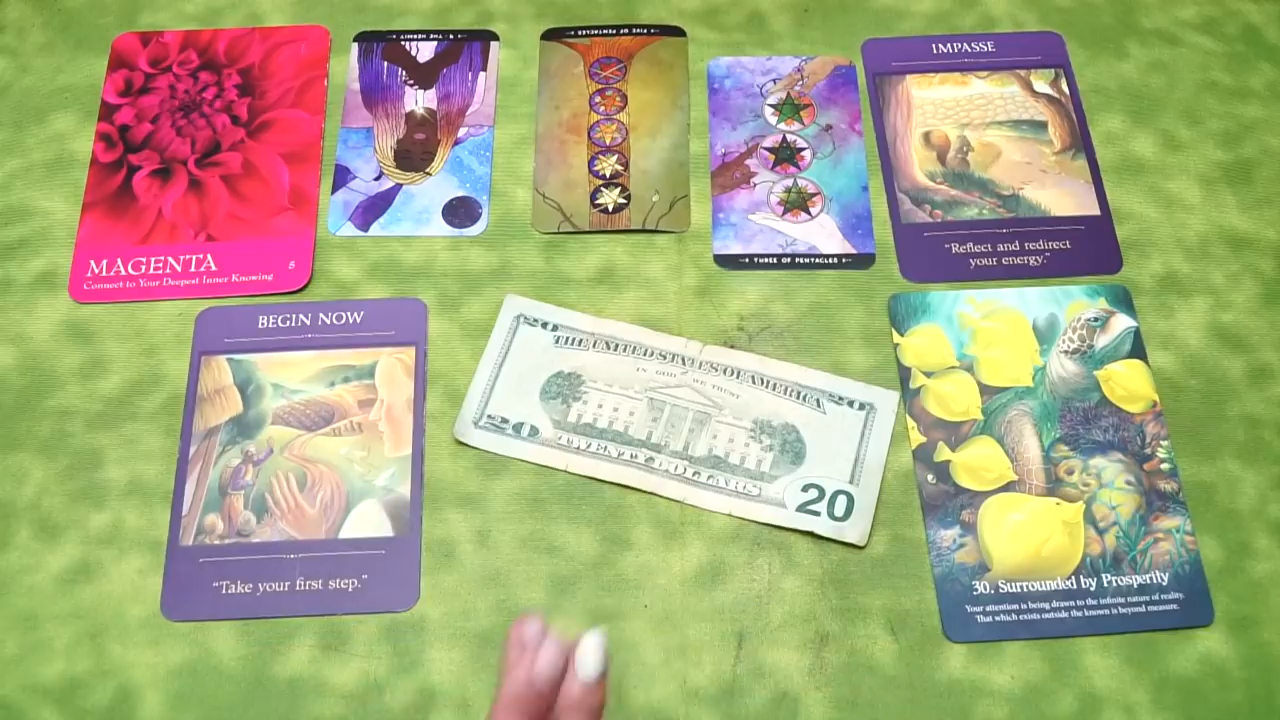 MAGENTA
Connect to Your Deepest Inner Knowing
5
9 · THE HERMIT
FIVE OF PENTACLES
THREE OF PENTACLES
IMPASSE
“Reflect and redirect
your energy.”
BEGIN NOW
“Take your first step.”
20
20
THE UNITED STATES OF AMERICA
IN GOD WE TRUST
20
TWENTY DOLLARS
20
30. Surrounded by Prosperity
Your attention is being drawn to the infinite nature of reality.
That which exists outside the known is beyond measure.